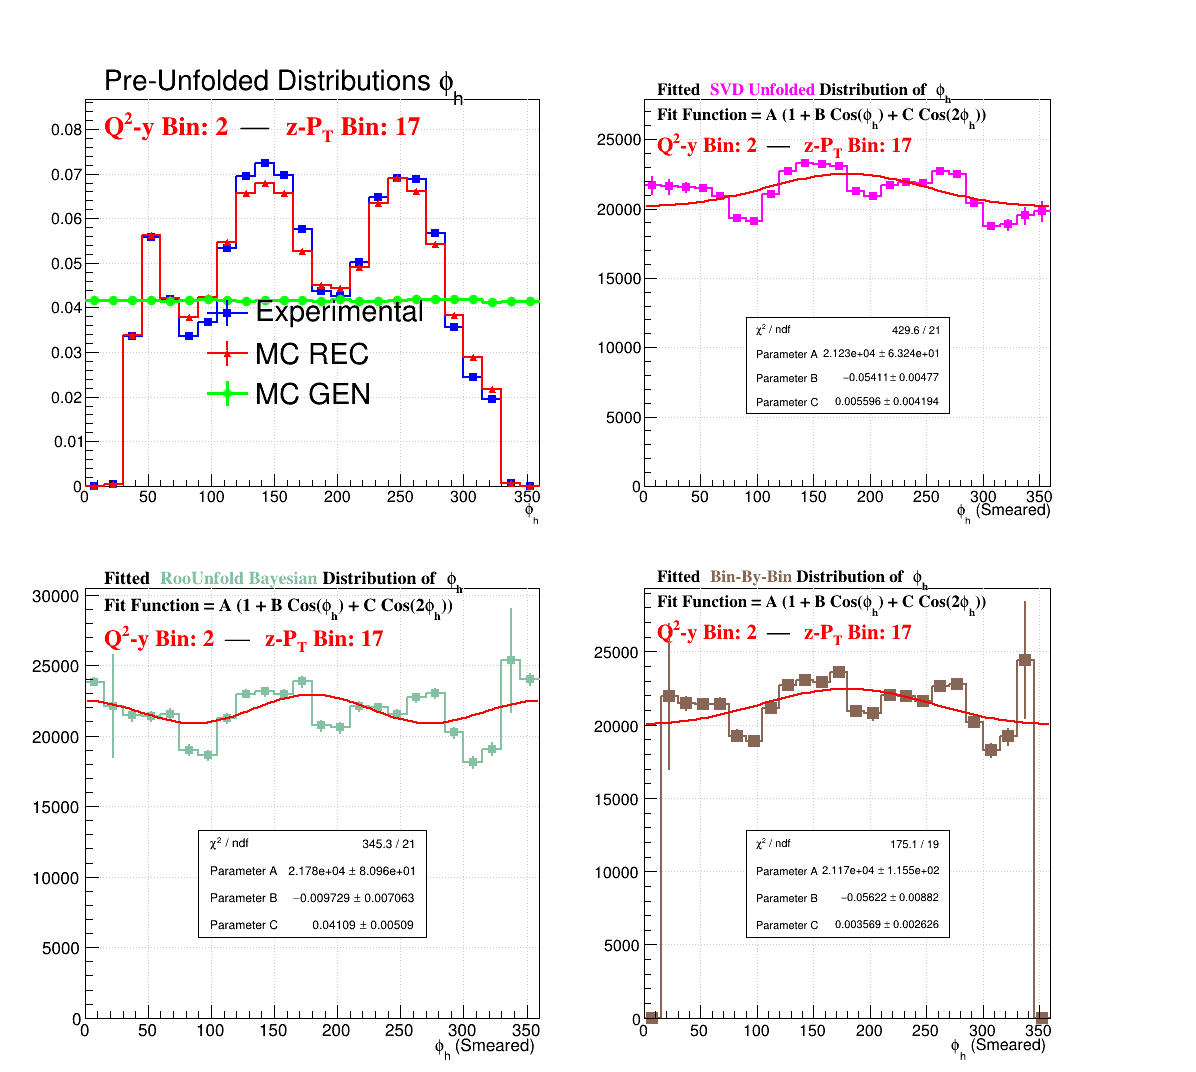 Pre-Unfolded Distributions ϕh
Q²-y Bin: 2 — z-PT Bin: 17
0.08
0.07
0.06
0.05
0.04
0.03
0.02
0.01
0
Experimental
MC REC
MC GEN
50 100 150 200 250 300 350
ϕh
Fitted SVD Unfolded Distribution of ϕh
Fit Function = A (1 + B Cos(ϕh) + C Cos(2ϕh))
Q²-y Bin: 2 — z-PT Bin: 17
25000
20000
15000
10000
5000
0
χ² / ndf 429.6 / 21
Parameter A 2.123e+04 ± 6.324e+01
Parameter B −0.05411 ± 0.00477
Parameter C 0.005596 ± 0.004194
0 50 100 150 200 250 300 350
ϕh (Smeared)
Fitted RooUnfold Bayesian Distribution of ϕh
Fit Function = A (1 + B Cos(ϕh) + C Cos(2ϕh))
Q²-y Bin: 2 — z-PT Bin: 17
30000
25000
20000
15000
10000
5000
0
χ² / ndf 345.3 / 21
Parameter A 2.178e+04 ± 8.096e+01
Parameter B −0.009729 ± 0.007063
Parameter C 0.04109 ± 0.00509
0 50 100 150 200 250 300 350
ϕh (Smeared)
Fitted Bin-By-Bin Distribution of ϕh
Fit Function = A (1 + B Cos(ϕh) + C Cos(2ϕh))
Q²-y Bin: 2 — z-PT Bin: 17
25000
20000
15000
10000
5000
0
χ² / ndf 175.1 / 19
Parameter A 2.117e+04 ± 1.155e+02
Parameter B −0.05622 ± 0.00882
Parameter C 0.003569 ± 0.002626
0 50 100 150 200 250 300 350
ϕh (Smeared)